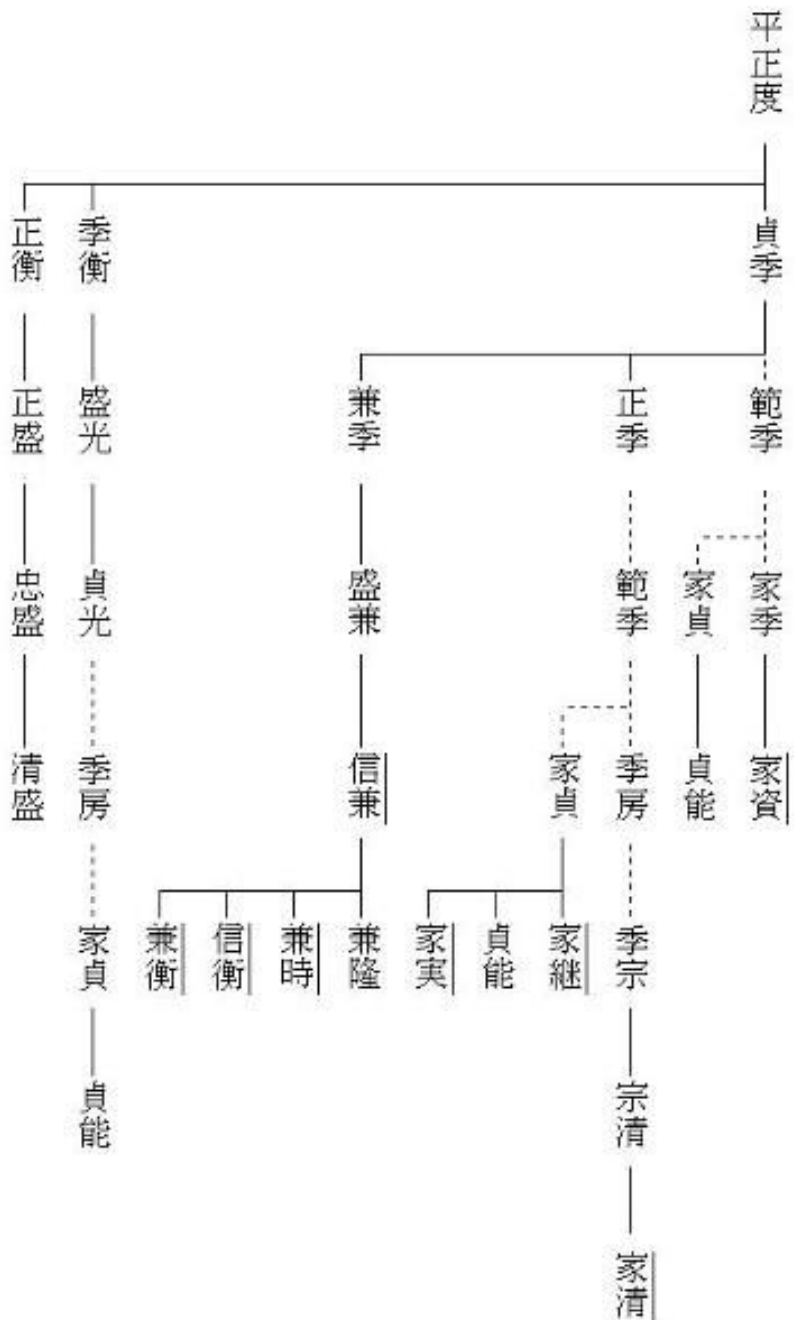 平正度
貞季
範季
家季
家資
家貞
貞能
正季
範季
季房
季宗
宗清
家清
家貞
家継
貞能
家実
兼季
盛兼
信兼
兼隆
兼時
信衡
兼衡
季衡
盛光
貞光
季房
家貞
貞能
正衡
正盛
忠盛
清盛